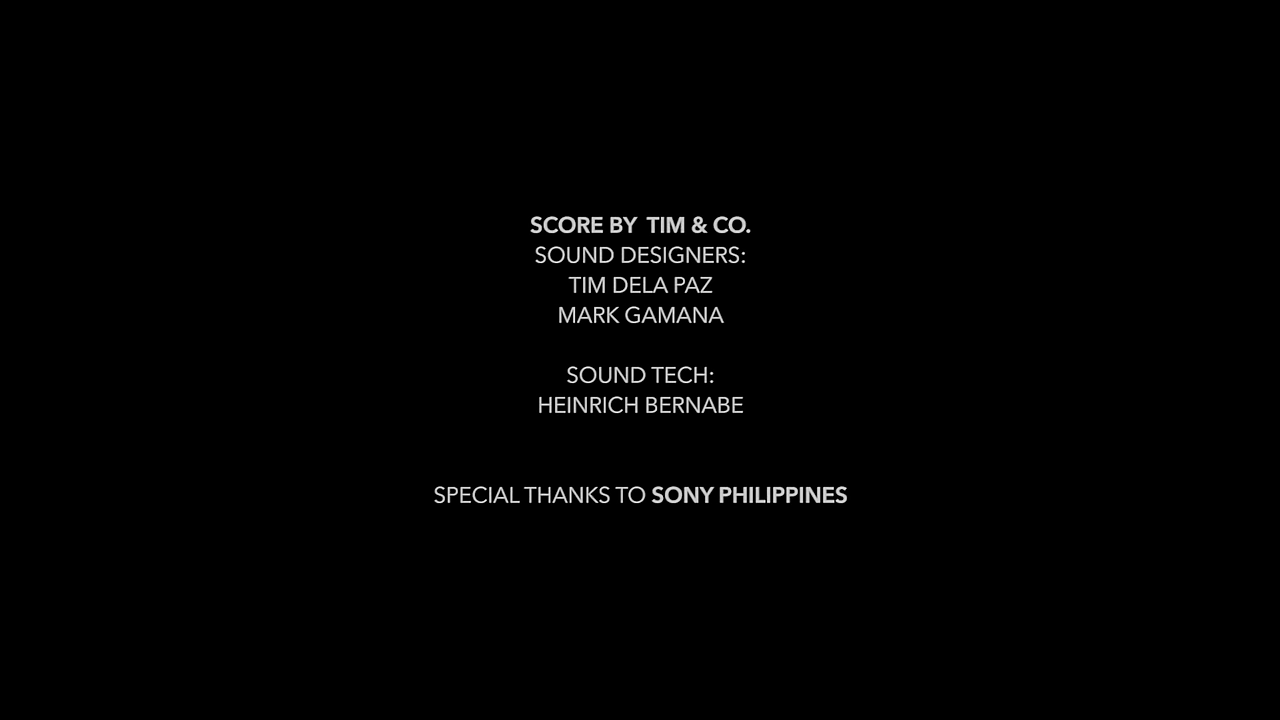 SCORE BY  TIM & CO.
SOUND DESIGNERS:
TIM DELA PAZ
MARK GAMANA
SOUND TECH:
HEINRICH BERNABE
SPECIAL THANKS TO SONY PHILIPPINES